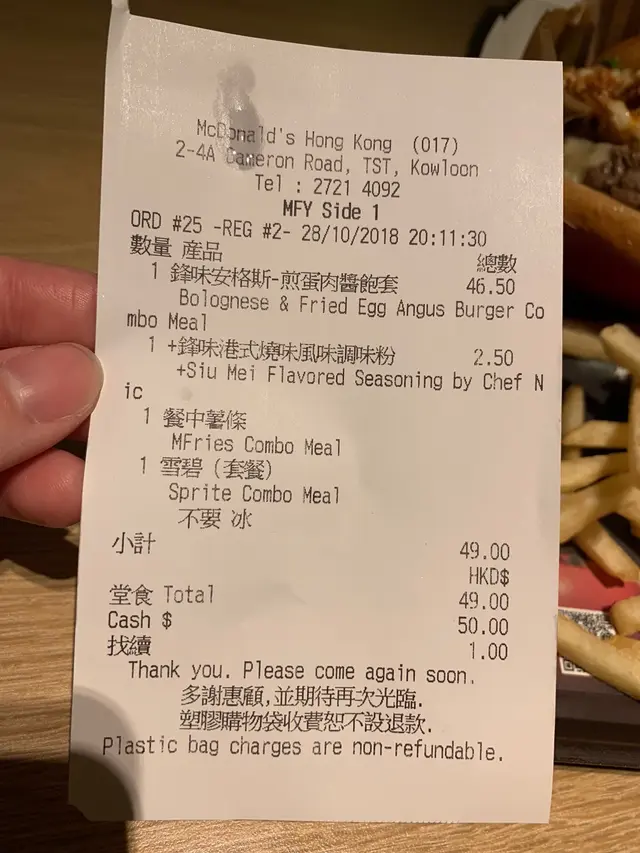 McDonald's Hong Kong (017)
2-4A Cameron Road, TST, Kowloon
Tel : 2721 4092
MFY Side 1
ORD #25 -REG #2- 28/10/2018 20:11:30
數量 產品 總數
1 鋒味安格斯-煎蛋肉醬飽套 46.50
Bolognese & Fried Egg Angus Burger Co
mbo Meal
1 +鋒味港式燒味風味調味粉 2.50
+Siu Mei Flavored Seasoning by Chef N
ic
1 餐中薯條
MFries Combo Meal
1 雪碧 (套餐)
Sprite Combo Meal
不要 冰
小計 49.00
HKD$
堂食 Total 49.00
Cash $ 50.00
找續 1.00
Thank you. Please come again soon.
多謝惠顧,並期待再次光臨.
塑膠購物袋收費恕不設退款.
Plastic bag charges are non-refundable.